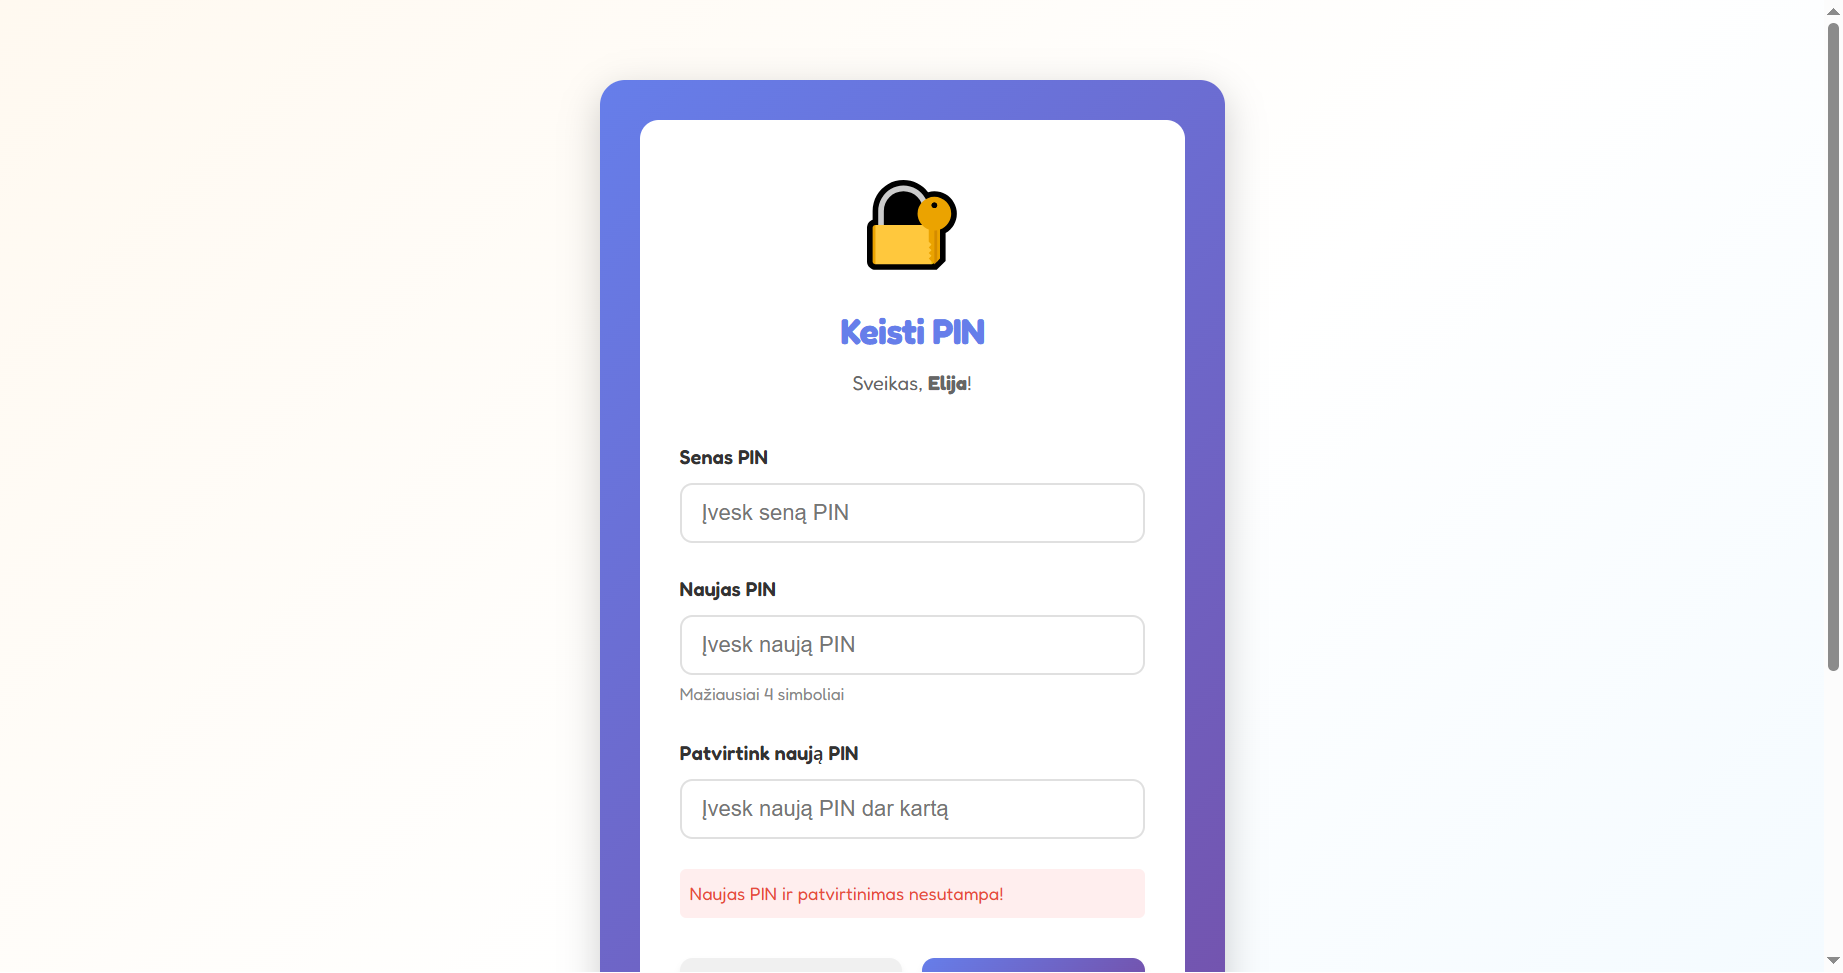 Keisti PIN
Sveikas, Elija!
Senas PIN
Įvesk seną PIN
Naujas PIN
Įvesk naują PIN
Mažiausiai 4 simboliai
Patvirtink naują PIN
Įvesk naują PIN dar kartą
Naujas PIN ir patvirtinimas nesutampa!